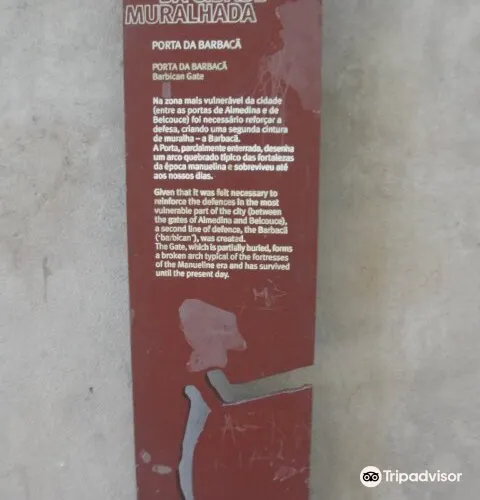 MURALHADA
PORTA DA BARBACÃ
PORTA DA BARBACÃ
Barbican Gate
Na zona mais vulnerável da cidade
(entre as portas de Almedina e de
Belcouce) foi necessário reforçar a
defesa, criando uma segunda cintura
de muralha – a Barbacã.
A Porta, parcialmente enterrada, desenha
um arco quebrado típico das fortalezas
da época manuelina e sobreviveu até
aos nossos dias.
Given that it was felt necessary to
reinforce the defences in the most
vulnerable part of the city (between
the gates of Almedina and Belcouce),
a second line of defence, the Barbacã
('barbican'), was created.
The Gate, which is partially buried, forms
a broken arch typical of the fortresses
of the Manueline era and has survived
until the present day.
Tripadvisor